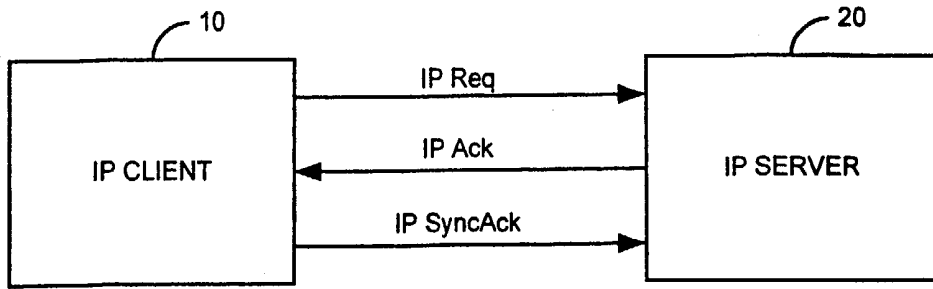 10
20
IP Req
IP CLIENT
IP Ack
IP SERVER
IP SyncAck